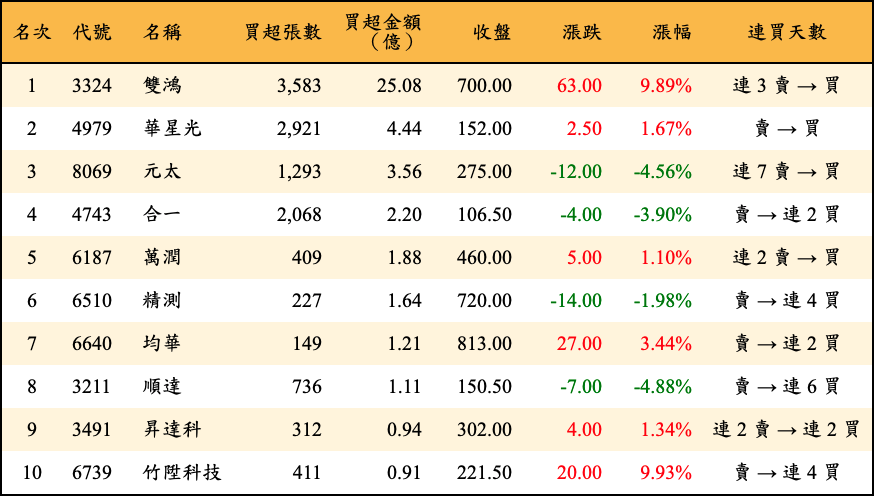 名次 代號 名稱 買超張數 買超金額（億） 收盤 漲跌 漲幅 連買天數
1 3324 雙鴻 3,583 25.08 700.00 63.00 9.89% 連 3 賣 → 買
2 4979 華星光 2,921 4.44 152.00 2.50 1.67% 賣 → 買
3 8069 元太 1,293 3.56 275.00 -12.00 -4.56% 連 7 賣 → 買
4 4743 合一 2,068 2.20 106.50 -4.00 -3.90% 賣 → 連 2 買
5 6187 萬潤 409 1.88 460.00 5.00 1.10% 連 2 賣 → 買
6 6510 精測 227 1.64 720.00 -14.00 -1.98% 賣 → 連 4 買
7 6640 均華 149 1.21 813.00 27.00 3.44% 賣 → 連 2 買
8 3211 順達 736 1.11 150.50 -7.00 -4.88% 賣 → 連 6 買
9 3491 昇達科 312 0.94 302.00 4.00 1.34% 連 2 賣 → 連 2 買
10 6739 竹陞科技 411 0.91 221.50 20.00 9.93% 賣 → 連 4 買